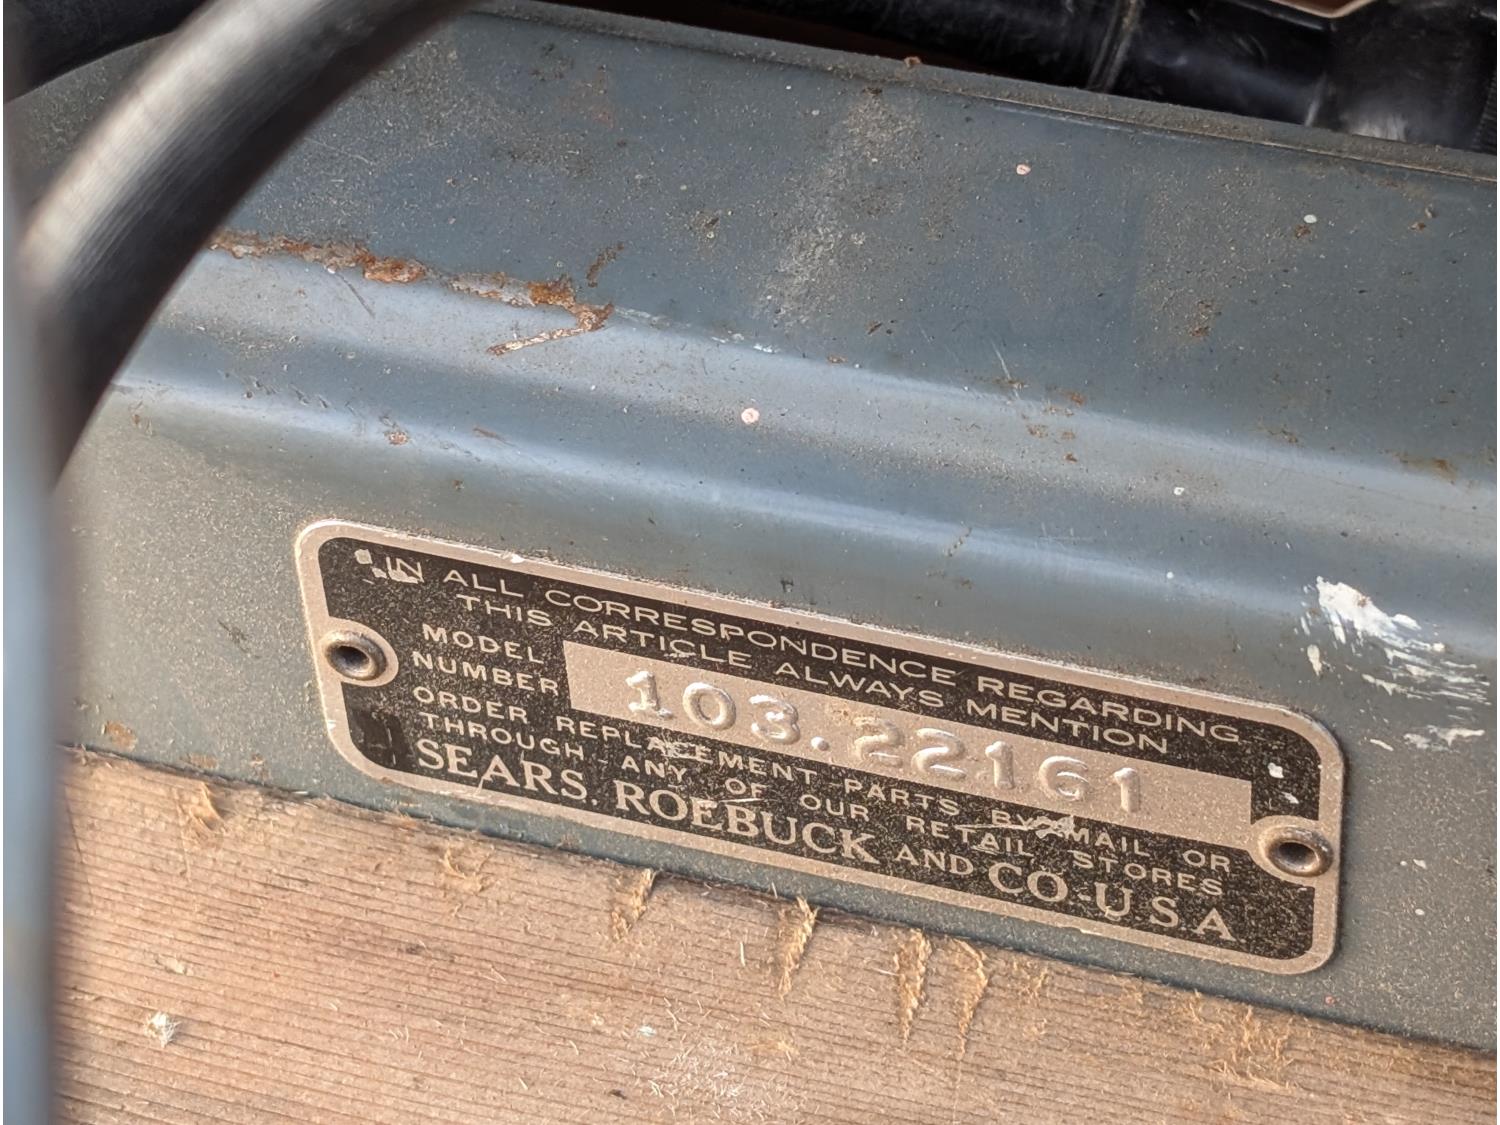 IN ALL CORRESPONDENCE REGARDING
THIS ARTICLE ALWAYS MENTION
MODEL
NUMBER
103.22161
ORDER REPLACEMENT PARTS BY MAIL OR
THROUGH ANY OF OUR RETAIL STORES
SEARS, ROEBUCK AND CO-U.S.A